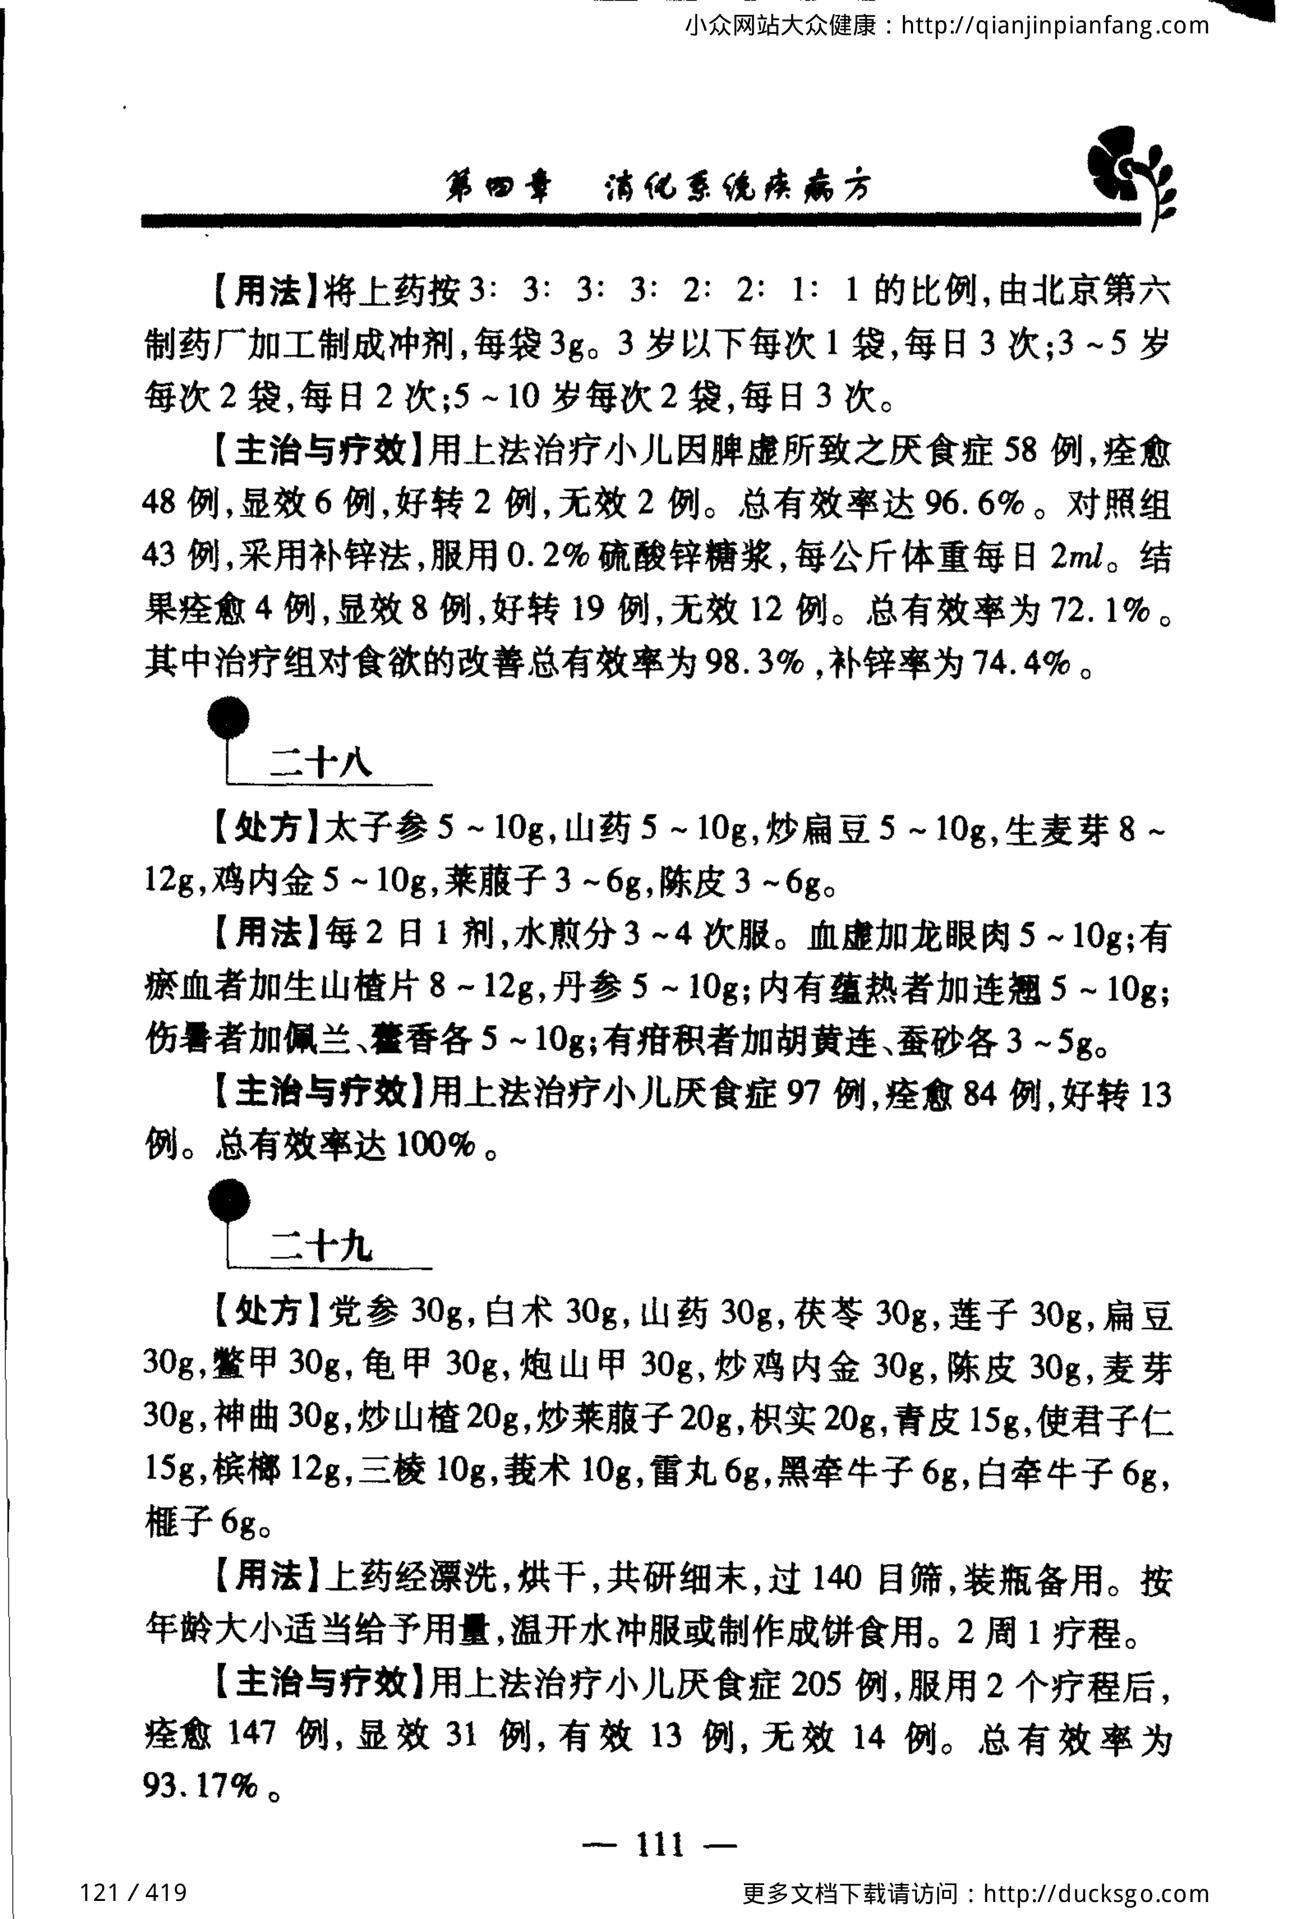 小众网站大众健康：http://qianjinpianfang.com
第四章 消化系统疾病方
【用法】将上药按3∶3∶3∶3∶2∶2∶1∶1的比例,由北京第六
制药厂加工制成冲剂,每袋3g。3岁以下每次1袋,每日3次;3~5岁
每次2袋,每日2次;5~10岁每次2袋,每日3次。
【主治与疗效】用上法治疗小儿因脾虚所致之厌食症58例,痊愈
48例,显效6例,好转2例,无效2例。总有效率达96.6%。对照组
43例,采用补锌法,服用0.2%硫酸锌糖浆,每公斤体重每日2ml。结
果痊愈4例,显效8例,好转19例,无效12例。总有效率为72.1%。
其中治疗组对食欲的改善总有效率为98.3%,补锌率为74.4%。
二十八
【处方】太子参5~10g,山药5~10g,炒扁豆5~10g,生麦芽8~
12g,鸡内金5~10g,莱菔子3~6g,陈皮3~6g。
【用法】每2日1剂,水煎分3~4次服。血虚加龙眼肉5~10g;有
瘀血者加生山楂片8~12g,丹参5~10g;内有蕴热者加连翘5~10g;
伤暑者加佩兰、藿香各5~10g;有疳积者加胡黄连、蚕砂各3~5g。
【主治与疗效】用上法治疗小儿厌食症97例,痊愈84例,好转13
例。总有效率达100%。
二十九
【处方】党参30g,白术30g,山药30g,茯苓30g,莲子30g,扁豆
30g,鳖甲30g,龟甲30g,炮山甲30g,炒鸡内金30g,陈皮30g,麦芽
30g,神曲30g,炒山楂20g,炒莱菔子20g,枳实20g,青皮15g,使君子仁
15g,槟榔12g,三棱10g,莪术10g,雷丸6g,黑牵牛子6g,白牵牛子6g,
榧子6g。
【用法】上药经漂洗,烘干,共研细末,过140目筛,装瓶备用。按
年龄大小适当给予用量,温开水冲服或制作成饼食用。2周1疗程。
【主治与疗效】用上法治疗小儿厌食症205例,服用2个疗程后,
痊愈147例,显效31例,有效13例,无效14例。总有效率为
93.17%。
— 111 —
121 / 419
更多文档下载请访问：http://ducksgo.com